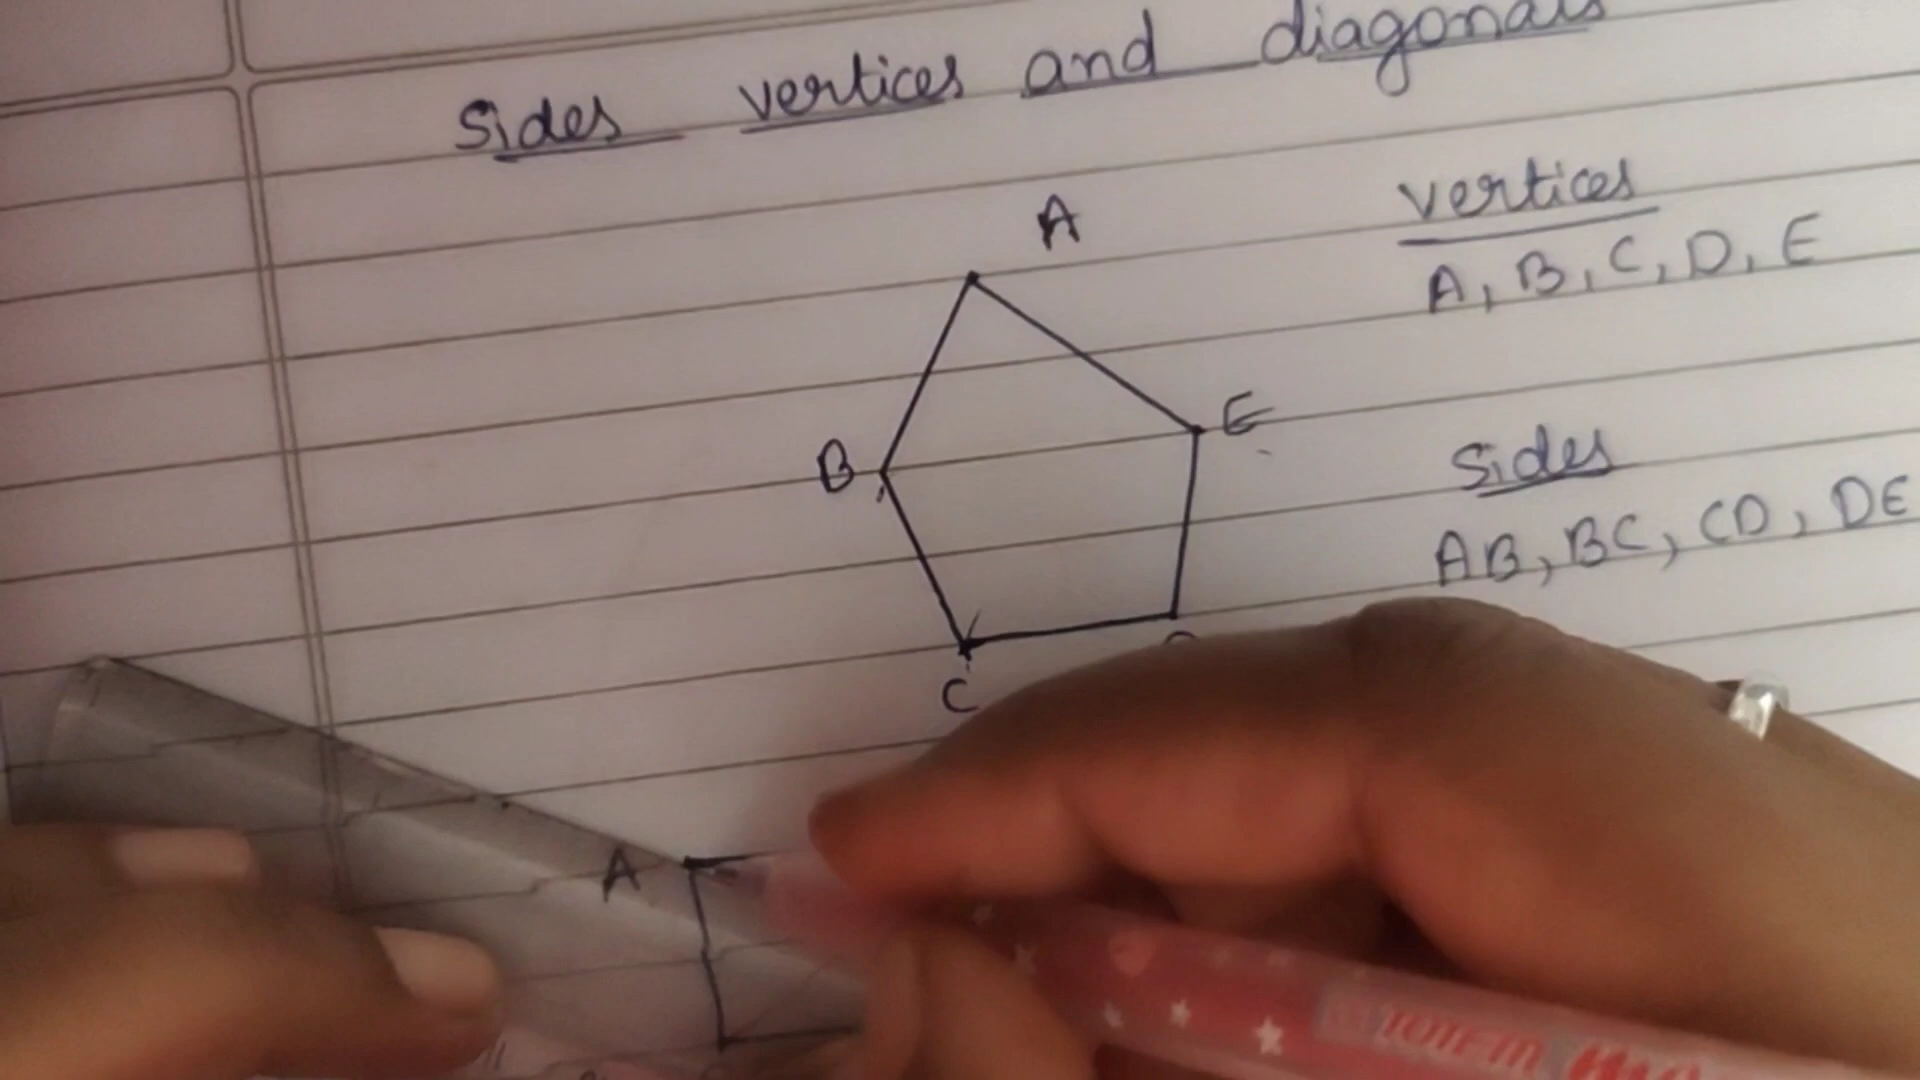 Sides vertices and diagonals
A
vertices
A, B, C, D, E
E
B
Sides
AB, BC, CD, DE
C
A